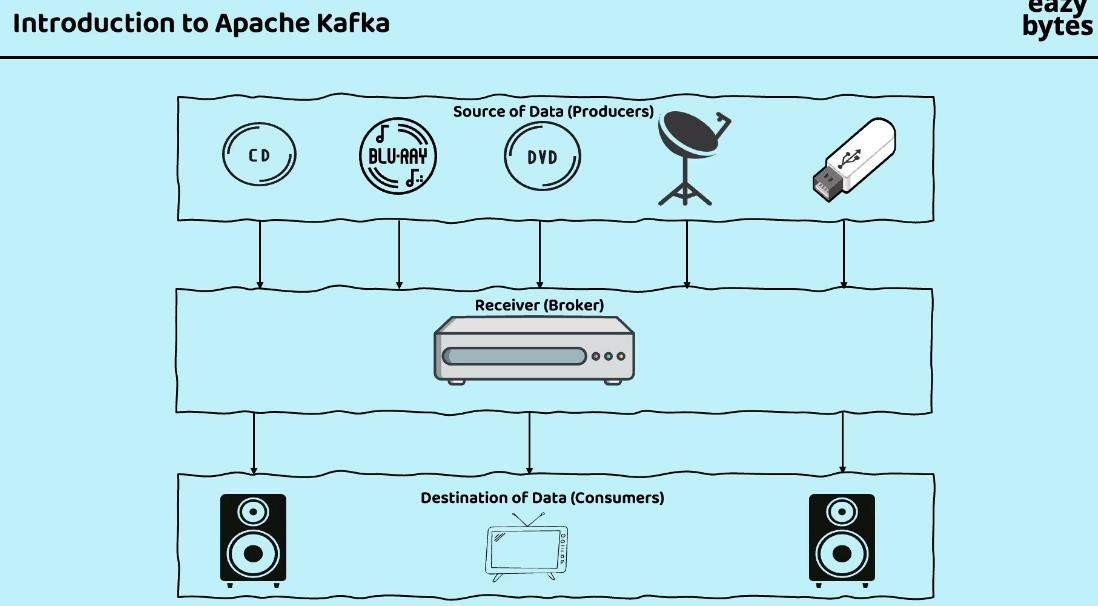 Introduction to Apache Kafka
eazy
bytes
Source of Data (Producers)
CD
BLU-RAY
DVD
Receiver (Broker)
Destination of Data (Consumers)